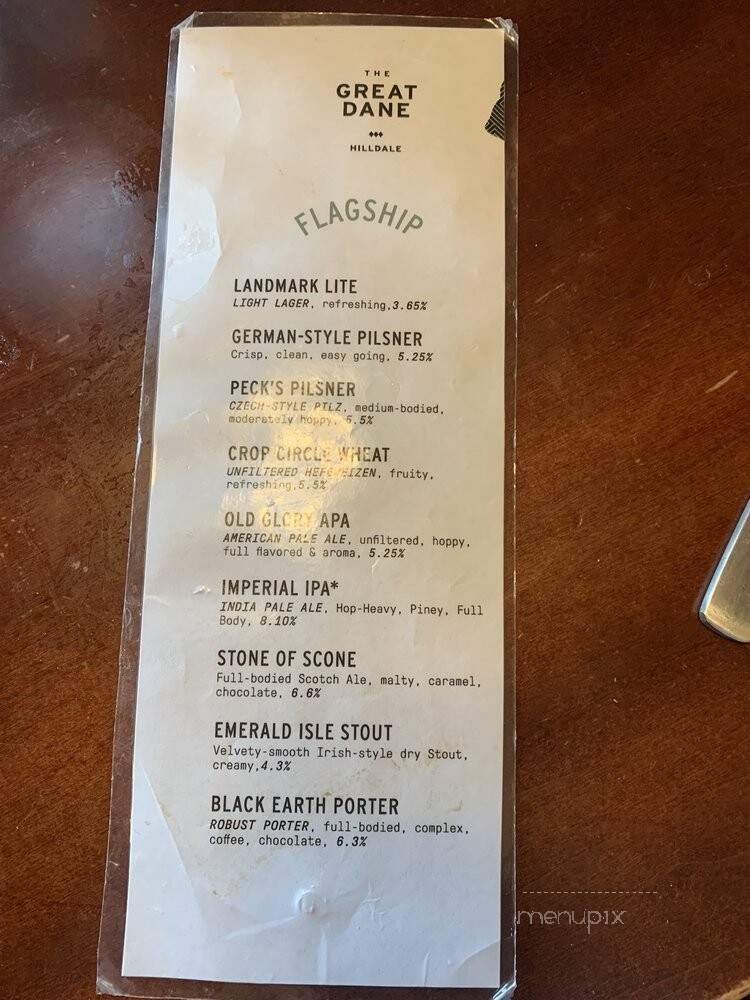 THE
GREAT
DANE
HILLDALE
FLAGSHIP
LANDMARK LITE
LIGHT LAGER, refreshing,3.65%
GERMAN-STYLE PILSNER
Crisp, clean, easy going, 5.25%
PECK'S PILSNER
CZECH-STYLE PILZ, medium-bodied,
moderately hoppy, 5.5%
CROP CIRCLE WHEAT
UNFILTERED HEFEWEIZEN, fruity,
refreshing,5.5%
OLD GLORY APA
AMERICAN PALE ALE, unfiltered, hoppy,
full flavored & aroma, 5.25%
IMPERIAL IPA*
INDIA PALE ALE, Hop-Heavy, Piney, Full
Body, 8.10%
STONE OF SCONE
Full-bodied Scotch Ale, malty, caramel,
chocolate, 6.6%
EMERALD ISLE STOUT
Velvety-smooth Irish-style dry Stout,
creamy,4.3%
BLACK EARTH PORTER
ROBUST PORTER, full-bodied, complex,
coffee, chocolate, 6.3%
menupix